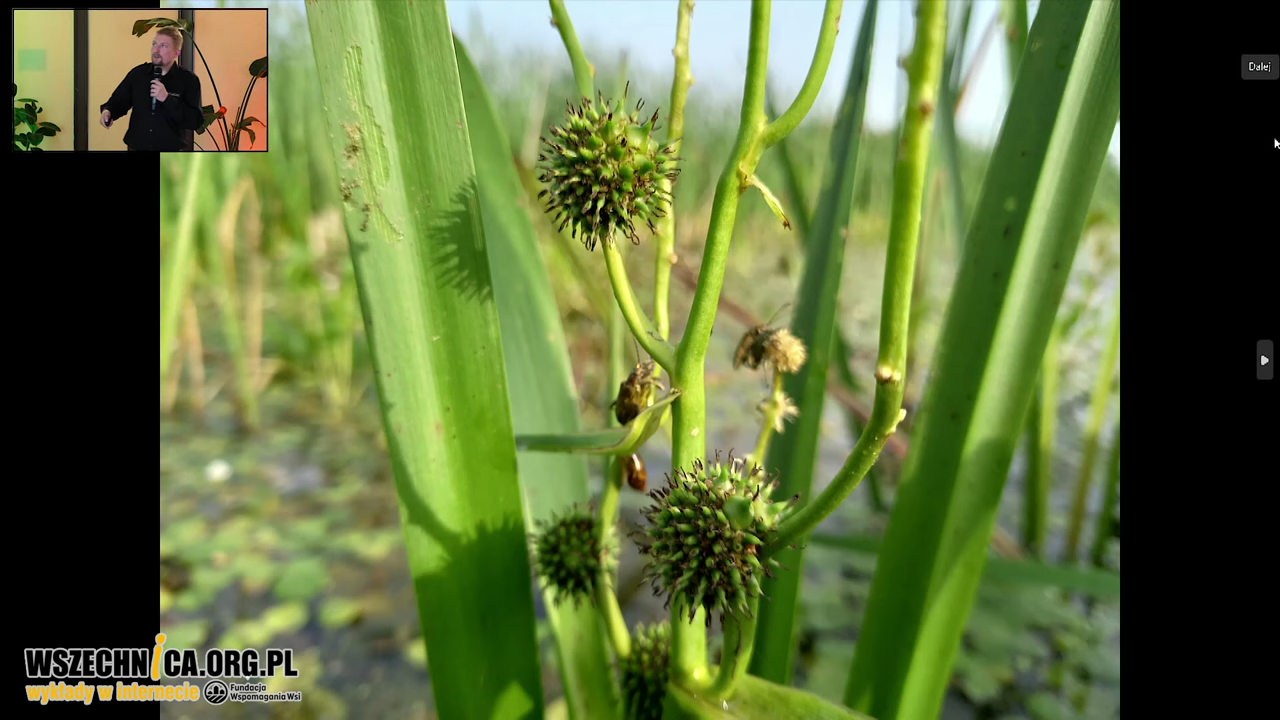 Dalej
WSZECHNICA.ORG.PL
wykłady w internecie
Fundacja
Wspomagania Wsi